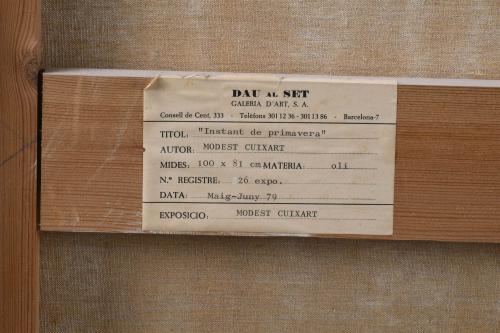 DAU AL SET
GALERIA D'ART, S. A.
Consell de Cent, 333 - Telèfons 301 12 36 - 301 13 86 - Barcelona-7
TITOL: "Instant de primavera"
AUTOR: MODEST CUIXART
MIDES: 100 x 81 cm MATERIA: oli
N.º REGISTRE: 26 expo.
DATA: Maig-Juny 79
EXPOSICIO: MODEST CUIXART